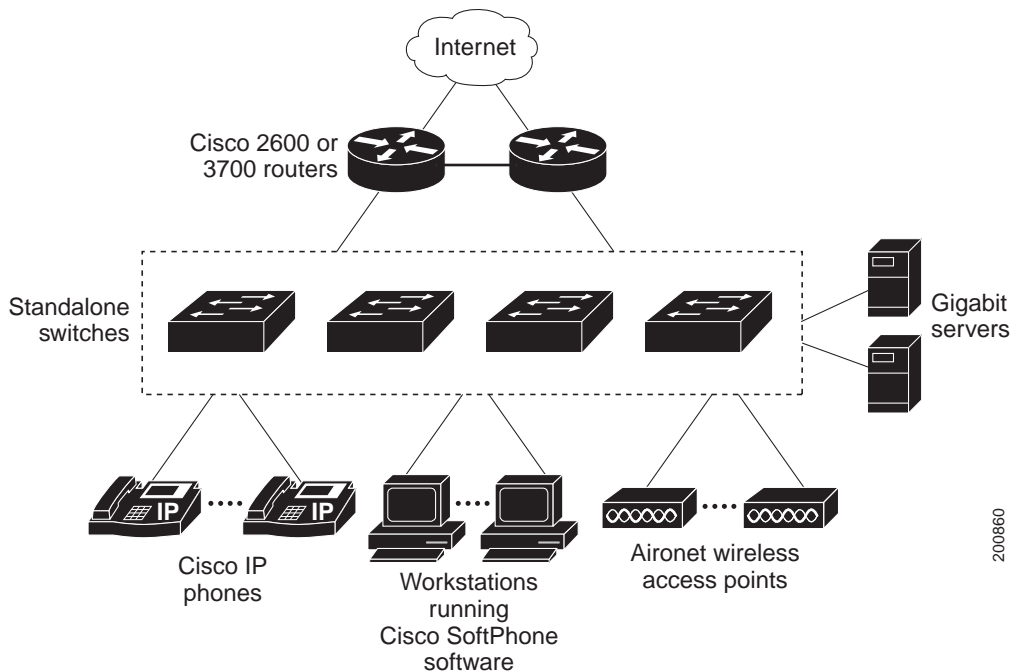 Internet
Cisco 2600 or
3700 routers
Standalone
switches
Gigabit
servers
IP
IP
Cisco IP
phones
Workstations
running
Cisco SoftPhone
software
Aironet wireless
access points
200860